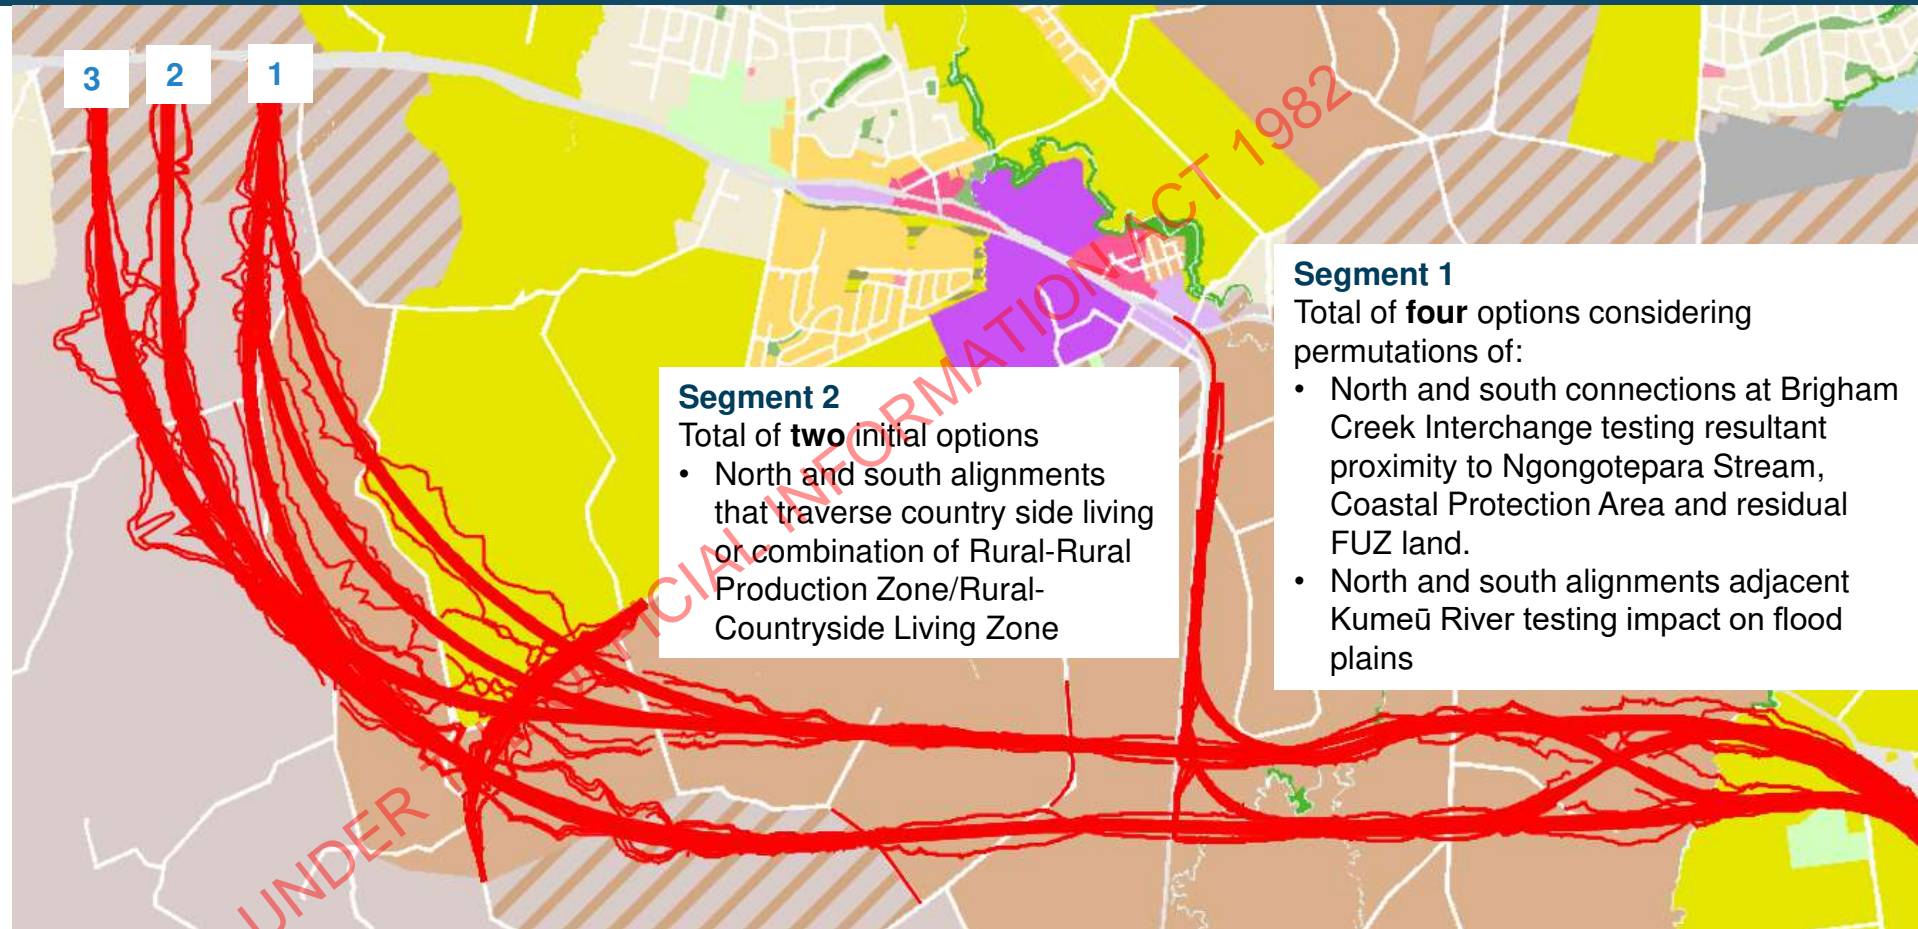 3
2
1
Segment 1
Total of four options considering
permutations of:
• North and south connections at Brigham
Creek Interchange testing resultant
proximity to Ngongotepara Stream,
Coastal Protection Area and residual
FUZ land.
• North and south alignments adjacent
Kumeū River testing impact on flood
plains
Segment 2
Total of two initial options
• North and south alignments
that traverse country side living
or combination of Rural-Rural
Production Zone/Rural-
Countryside Living Zone
UNDER T FICIAL INFORMATION ACT 1982